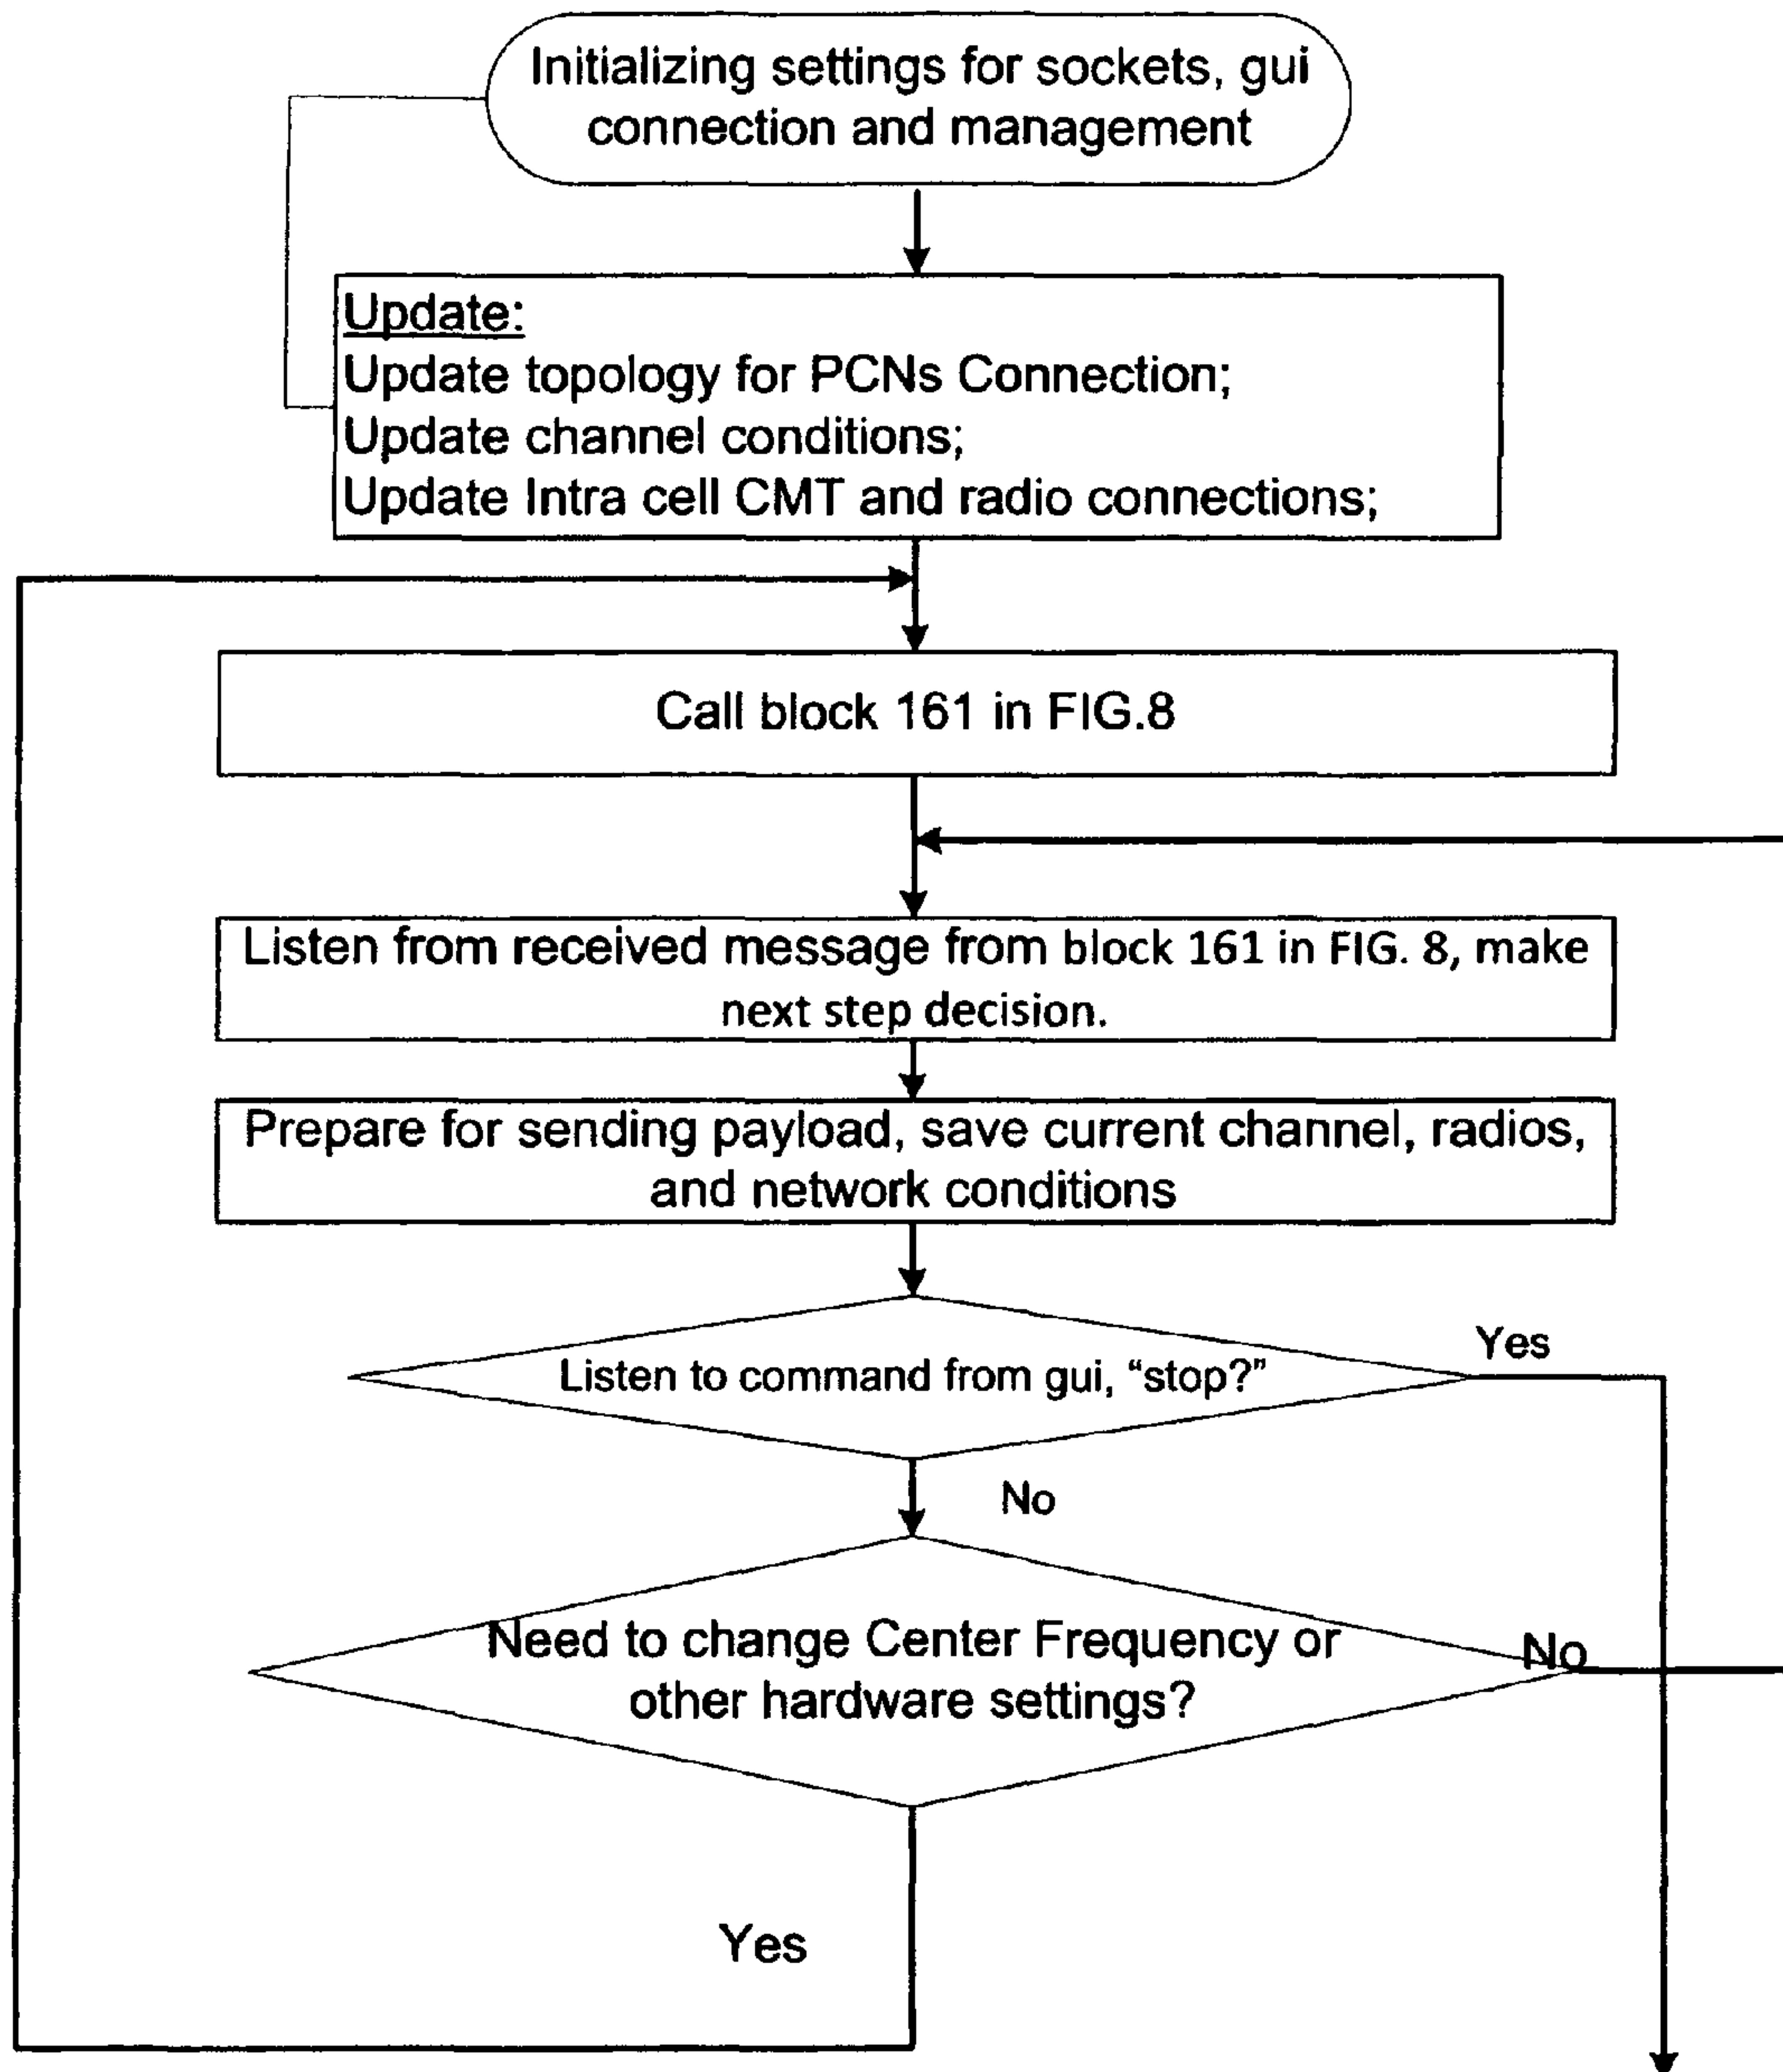 Initializing settings for sockets, gui
connection and management
Update:
Update topology for PCNs Connection;
Update channel conditions;
Update Intra cell CMT and radio connections;
Call block 161 in FIG.8
Listen from received message from block 161 in FIG. 8, make
next step decision.
Prepare for sending payload, save current channel, radios,
and network conditions
Listen to command from gui, “stop?”
Yes
No
Need to change Center Frequency or
other hardware settings?
No
Yes